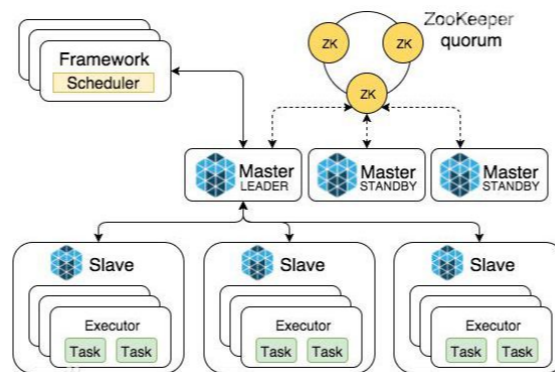 ZooKeeper
quorum
ZK
ZK
ZK
Framework
Scheduler
Master
LEADER
Master
STANDBY
Master
STANDBY
Slave
Slave
Slave
Executor
Task Task
Executor
Task Task
Executor
Task Task